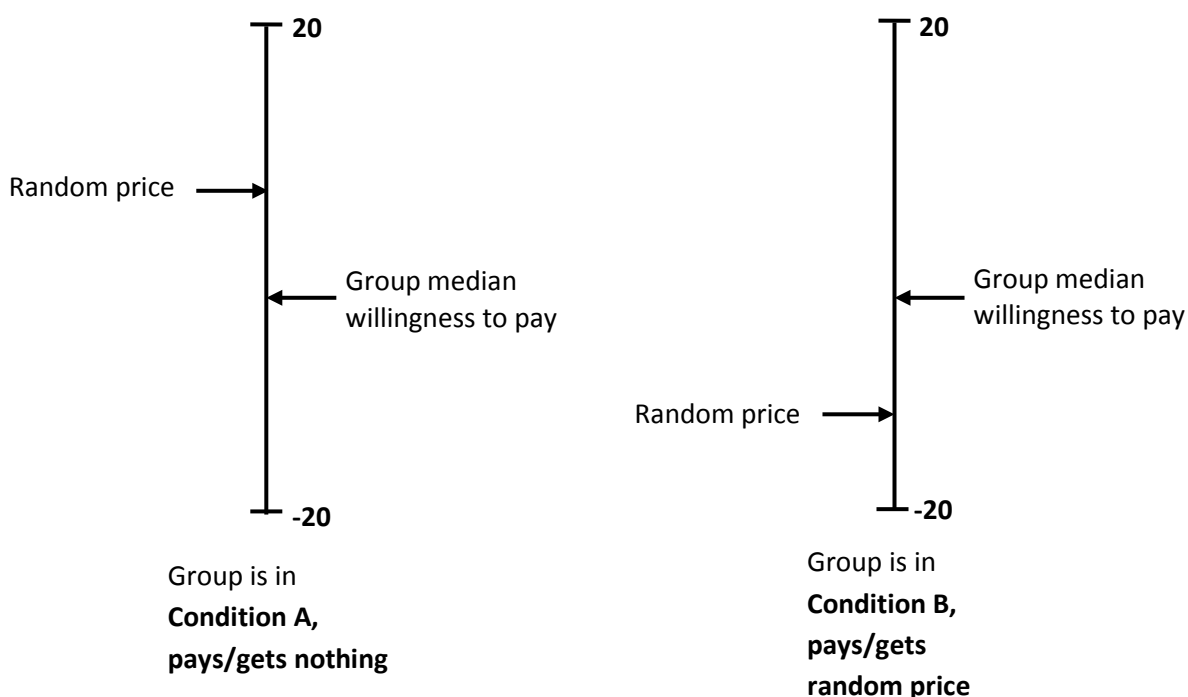 20
Random price
Group median
willingness to pay
-20
Group is in
Condition A,
pays/gets nothing
20
Group median
willingness to pay
Random price
-20
Group is in
Condition B,
pays/gets
random price